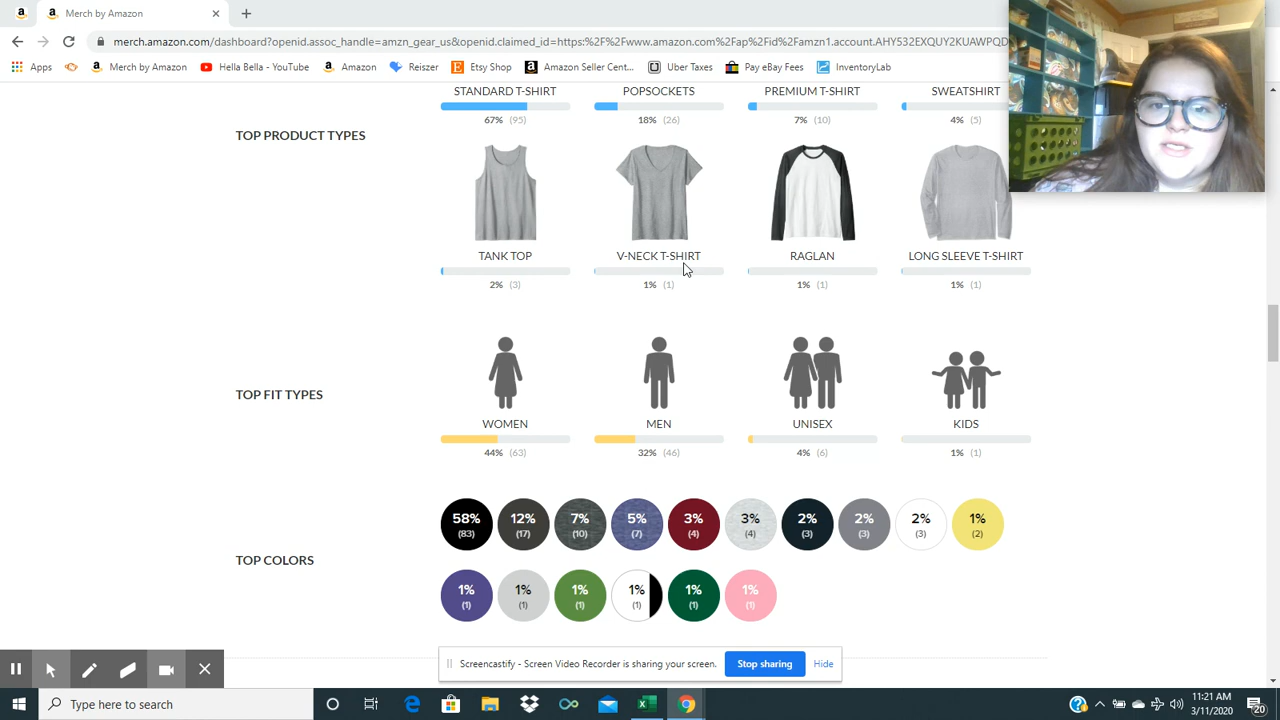 Merch by Amazon
merch.amazon.com/dashboard?openid.assoc_handle=amzn_gear_us&openid.claimed_id=https:%2F%2Fwww.amazon.com%2Fap%2Fid%2Famzn1.account.AHY532EXQUY2KUAWPQD
Apps Merch by Amazon Hella Bella - YouTube Amazon Reiszer Etsy Shop Amazon Seller Cent... Uber Taxes Pay eBay Fees InventoryLab
STANDARD T-SHIRT POPSOCKETS PREMIUM T-SHIRT SWEATSHIRT
67% (95) 18% (26) 7% (10) 4% (5)
TOP PRODUCT TYPES
TANK TOP V-NECK T-SHIRT RAGLAN LONG SLEEVE T-SHIRT
2% (3) 1% (1) 1% (1) 1% (1)
TOP FIT TYPES
WOMEN MEN UNISEX KIDS
44% (63) 32% (46) 4% (6) 1% (1)
58% 12% 7% 5% 3% 3% 2% 2% 2% 1%
(83) (17) (10) (7) (4) (4) (3) (3) (3) (2)
TOP COLORS
1% 1% 1% 1% 1% 1%
(1) (1) (1) (1) (1) (1)
Screencastify - Screen Video Recorder is sharing your screen. Stop sharing Hide
Type here to search
11:21 AM
3/11/2020
20